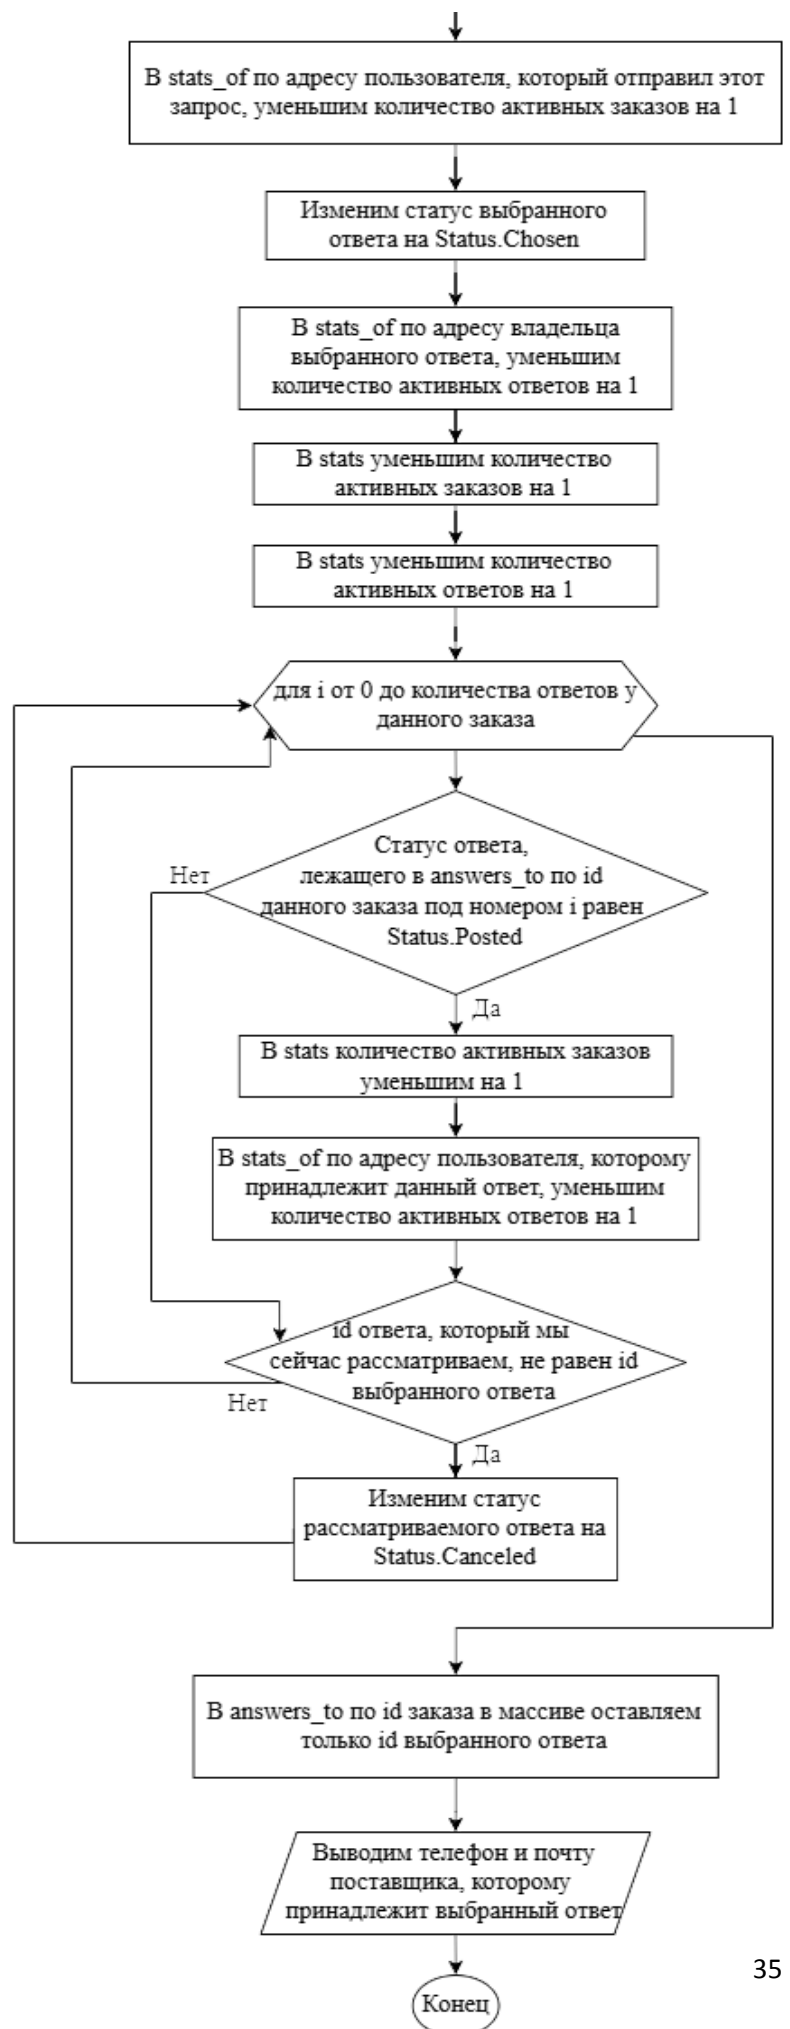 В stats_of по адресу пользователя, который отправил этот
запрос, уменьшим количество активных заказов на 1
Изменим статус выбранного
ответа на Status.Chosen
В stats_of по адресу владельца
выбранного ответа, уменьшим
количество активных ответов на 1
В stats уменьшим количество
активных заказов на 1
В stats уменьшим количество
активных ответов на 1
для i от 0 до количества ответов у
данного заказа
Статус ответа,
лежащего в answers_to по id
данного заказа под номером i равен
Status.Posted
Нет
Да
В stats количество активных заказов
уменьшим на 1
В stats_of по адресу пользователя, которому
принадлежит данный ответ, уменьшим
количество активных ответов на 1
id ответа, который мы
сейчас рассматриваем, не равен id
выбранного ответа
Нет
Да
Изменим статус
рассматриваемого ответа на
Status.Canceled
В answers_to по id заказа в массиве оставляем
только id выбранного ответа
Выводим телефон и почту
поставщика, которому
принадлежит выбранный ответ
35
Конец